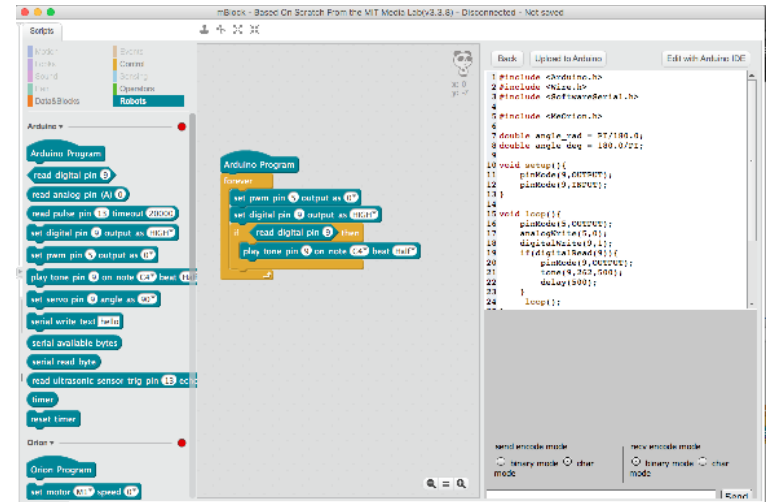 mBlock - Based On Scratch From the MIT Media Lab(v3.3.8) - Disconnected - Not saved
Scripts
Motion Events
Looks Control
Sound Sensing
Pen Operators
Data&Blocks Robots
Arduino
Arduino Program
read digital pin 9
read analog pin (A) 0
read pulse pin 13 timeout 20000
set digital pin 9 output as HIGH
set pwm pin 5 output as 0
play tone pin 9 on note C4 beat Half
set servo pin 9 angle as 90
serial write text hello
serial available bytes
serial read byte
read ultrasonic sensor trig pin 13 echo
timer
reset timer
Orion
Orion Program
set motor M1 speed 0
Arduino Program
forever
set pwm pin 5 output as 0
set digital pin 9 output as HIGH
if read digital pin 9 then
play tone pin 9 on note C4 beat Half
Back Upload to Arduino Edit with Arduino IDE
1 #include <Arduino.h>
2 #include <Wire.h>
3 #include <SoftwareSerial.h>
4
5 #include <MeOrion.h>
6
7 double angle_rad = PI/180.0;
8 double angle_deg = 180.0/PI;
9
10 void setup(){
11 pinMode(9,OUTPUT);
12 pinMode(9,INPUT);
13 }
14
15 void loop(){
16 pinMode(5,OUTPUT);
17 analogWrite(5,0);
18 digitalWrite(9,1);
19 if(digitalRead(9)){
20 pinMode(9,OUTPUT);
21 tone(9,262,500);
22 delay(500);
23 }
24 _loop();
send encode mode
binary mode char mode
recv encode mode
binary mode char mode
Send